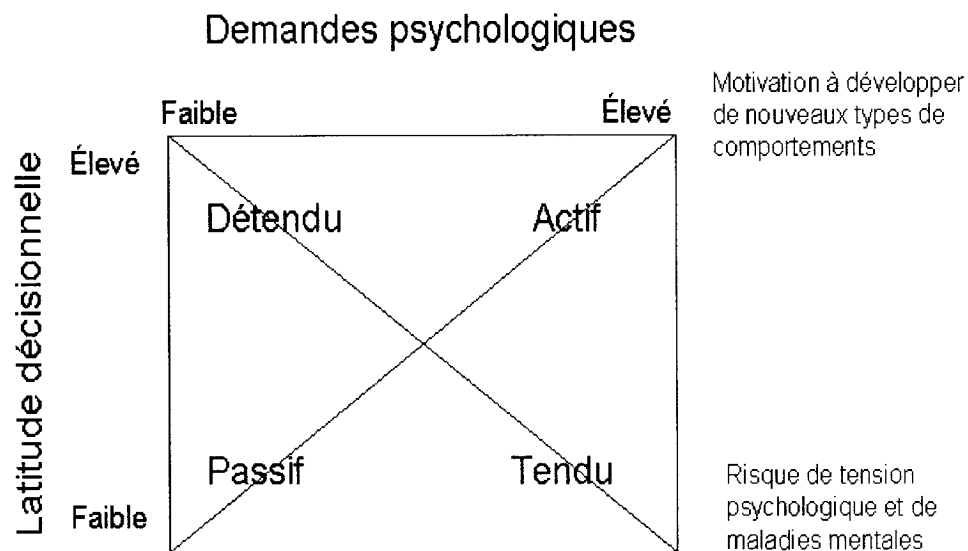 Demandes psychologiques
Faible
Élevé
Motivation à développer
de nouveaux types de
comportements
Latitude décisionnelle
Élevé
Détendu
Actif
Passif
Tendu
Faible
Risque de tension
psychologique et de
maladies mentales